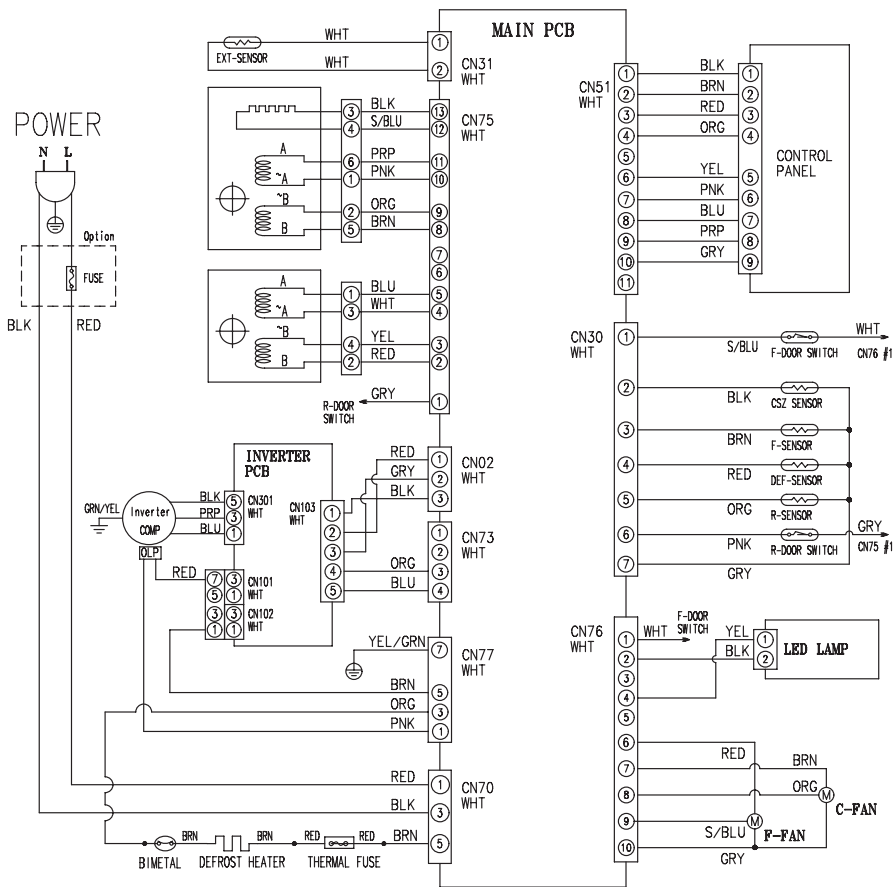 MAIN PCB
WHT
EXT-SENSOR
WHT
1
2
CN31
WHT
POWER
N L
Option
FUSE
BLK RED
3 BLK 13
4 S/BLU 12
CN75
WHT
A
~A
6 PRP 11
1 PNK 10
~B
B
2 ORG 9
5 BRN 8
7
6
A
~A
1 BLU 5
3 WHT 4
~B
B
4 YEL 3
2 RED 2
R-DOOR
SWITCH
GRY 1
INVERTER
PCB
RED 1
GRY 2
BLK 3
CN02
WHT
GRN/YEL
Inverter
COMP
OLP
BLK 5
PRP 3
BLU 1
CN301
WHT
CN103
WHT
1
2
3
4
5
1
2
ORG 3
BLU 4
CN73
WHT
RED
7 3
5 1
CN101
WHT
3 3
1 1
CN102
WHT
YEL/GRN 7
BRN 5
ORG 3
PNK 1
CN77
WHT
RED 1
BLK 3
BRN 5
CN70
WHT
BRN BRN RED RED
BIMETAL DEFROST HEATER THERMAL FUSE
CN51
WHT
1 BLK 1
2 BRN 2
3 RED 3
4 ORG 4
5
6 YEL 5
7 PNK 6
8 BLU 7
9 PRP 8
10 GRY 9
11
CONTROL
PANEL
CN30
WHT
1 S/BLU F-DOOR SWITCH WHT
CN76 #1
2 BLK CSZ SENSOR
3 BRN F-SENSOR
4 RED DEF-SENSOR
5 ORG R-SENSOR
6 PNK R-DOOR SWITCH GRY
CN75 #1
7 GRY
CN76
WHT
1 WHT
F-DOOR
SWITCH
2
3
4
5
6
7
8
9
10
YEL 1
BLK 2
LED LAMP
RED
BRN
ORG
M
C-FAN
S/BLU
M
F-FAN
GRY